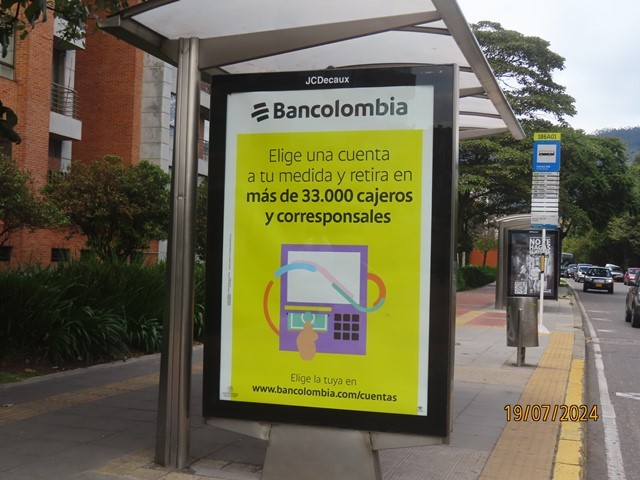 JCDecaux
Bancolombia
Elige una cuenta
a tu medida y retira en
más de 33.000 cajeros
y corresponsales
Elige la tuya en
www.bancolombia.com/cuentas
186A01
19/07/2024